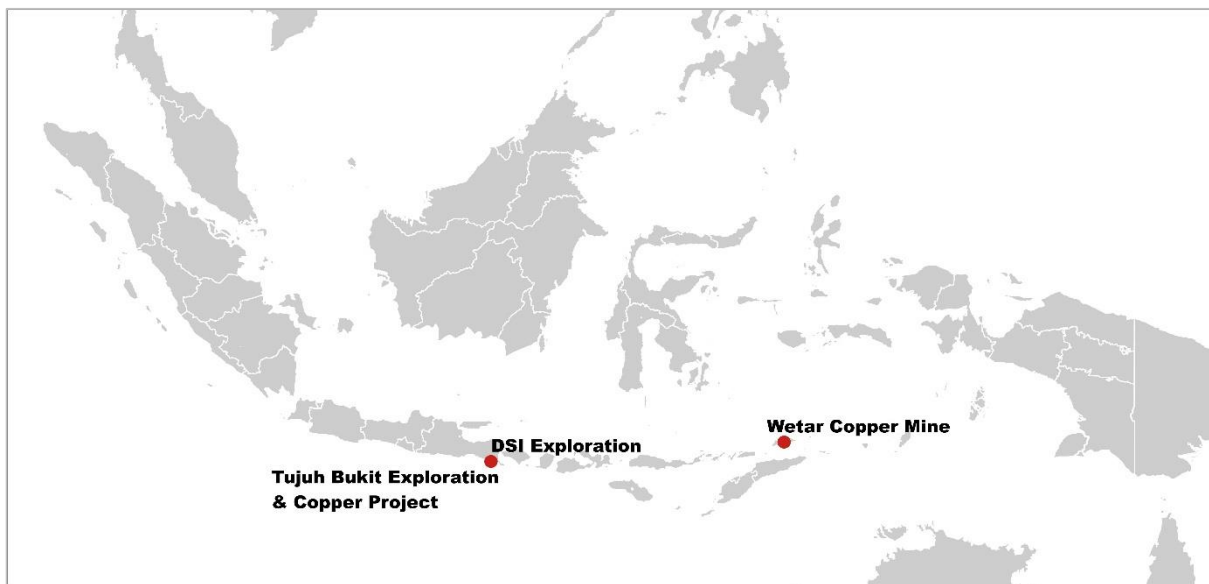 Wetar Copper Mine
DSI Exploration
Tujuh Bukit Exploration
& Copper Project